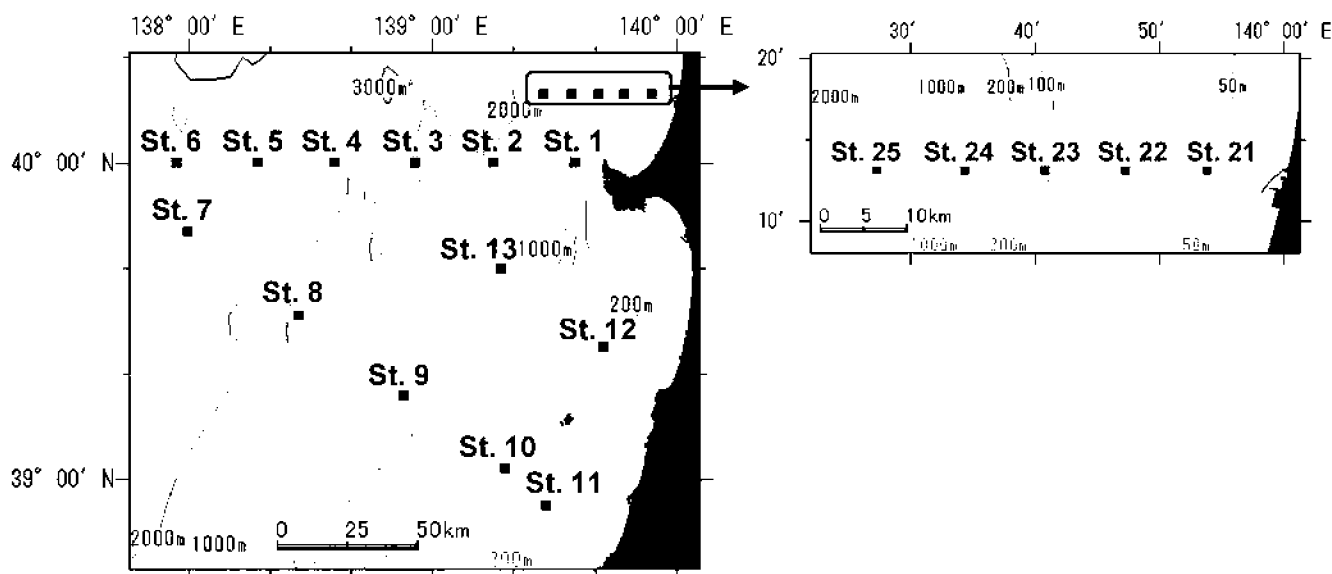 138° 00′ E 139° 00′ E 140° 00′ E
3000m
2000m
St. 6 St. 5 St. 4 St. 3 St. 2 St. 1
40° 00′ N
St. 7
St. 13 1000m
St. 8
200m
St. 12
St. 9
St. 10
39° 00′ N
St. 11
0 25 50km
2000m 1000m 200m
30′ 40′ 50′ 140° 00′ E
20′
2000m 1000m 200m 100m 50m
St. 25 St. 24 St. 23 St. 22 St. 21
0 5 10km
10′
1000m 200m 50m